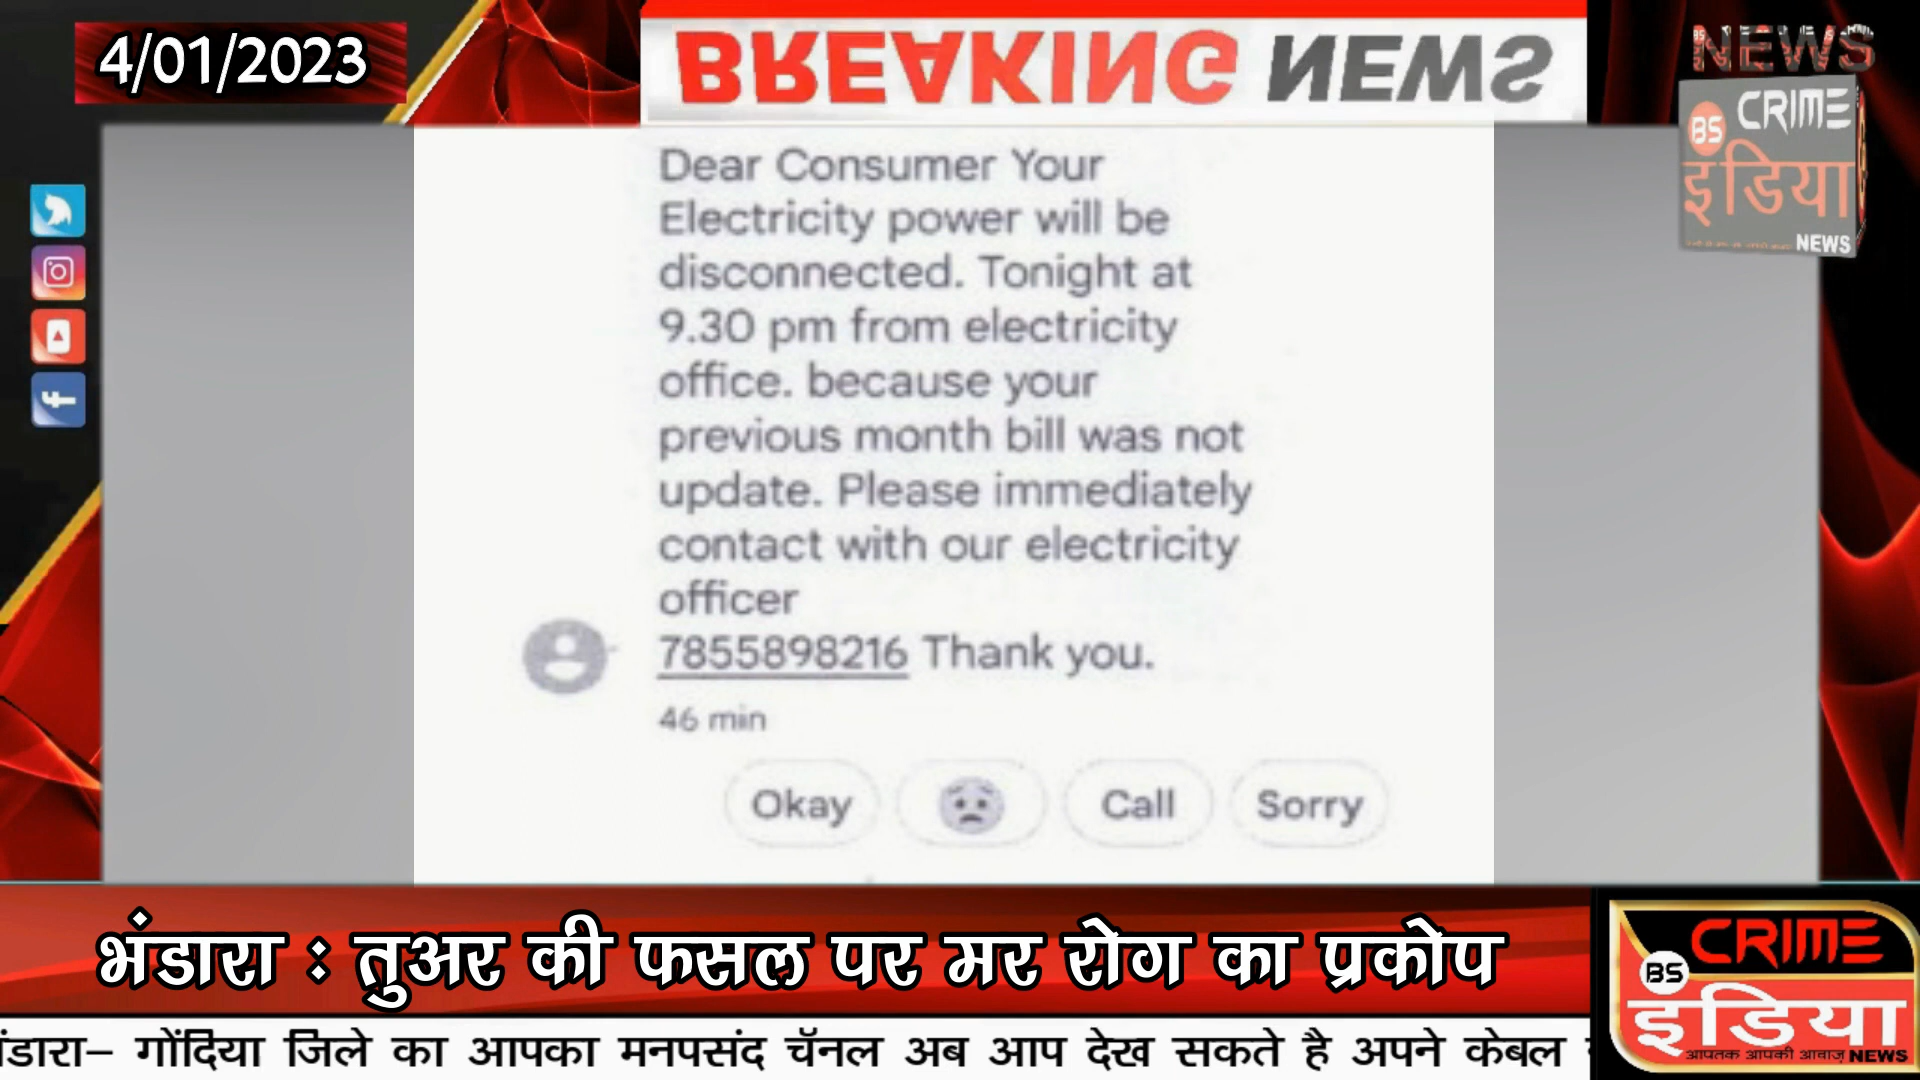 4/01/2023
BREAKING NEWS
NEWS
CRIME
BS
इंडिया
NEWS
Dear Consumer Your
Electricity power will be
disconnected. Tonight at
9.30 pm from electricity
office. because your
previous month bill was not
update. Please immediately
contact with our electricity
officer
7855898216 Thank you.
46 min
Okay
Call
Sorry
भंडारा : तुअर की फसल पर मर रोग का प्रकोप
CRIME
BS
इंडिया
आपतक आपकी आवाज़ NEWS
ंडारा– गोंदिया जिले का आपका मनपसंद चॅनल अब आप देख सकते है अपने केबल